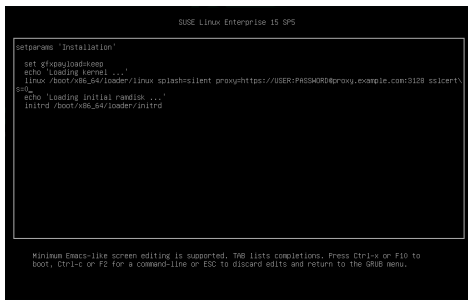 SUSE Linux Enterprise 15 SP5
setparams 'Installation'
set gfxpayload=keep
echo 'Loading kernel ...'
linux /boot/x86_64/loader/linux splash=silent proxy=https://USER:PASSWORD@proxy.example.com:3128 sslcert\
s=0_
echo 'Loading initial ramdisk ...'
initrd /boot/x86_64/loader/initrd
Minimum Emacs-like screen editing is supported. TAB lists completions. Press Ctrl-x or F10 to
boot, Ctrl-c or F2 for a command-line or ESC to discard edits and return to the GRUB menu.